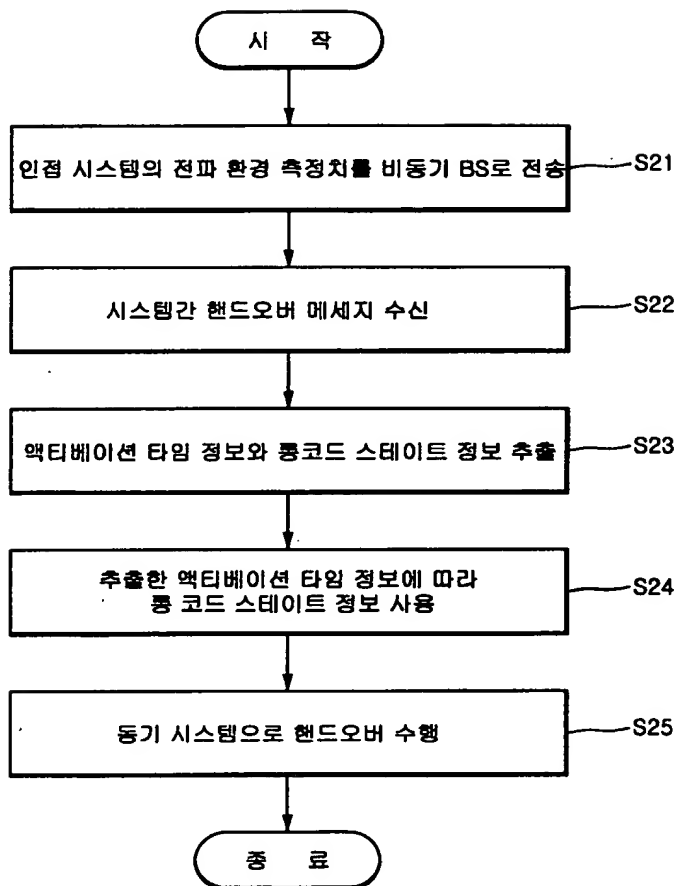 시 작
인접 시스템의 전파 환경 측정치를 비동기 BS로 전송
S21
시스템간 핸드오버 메세지 수신
S22
액티베이션 타임 정보와 롱코드 스테이트 정보 추출
S23
추출한 액티베이션 타임 정보에 따라
롱 코드 스테이트 정보 사용
S24
동기 시스템으로 핸드오버 수행
S25
종 료